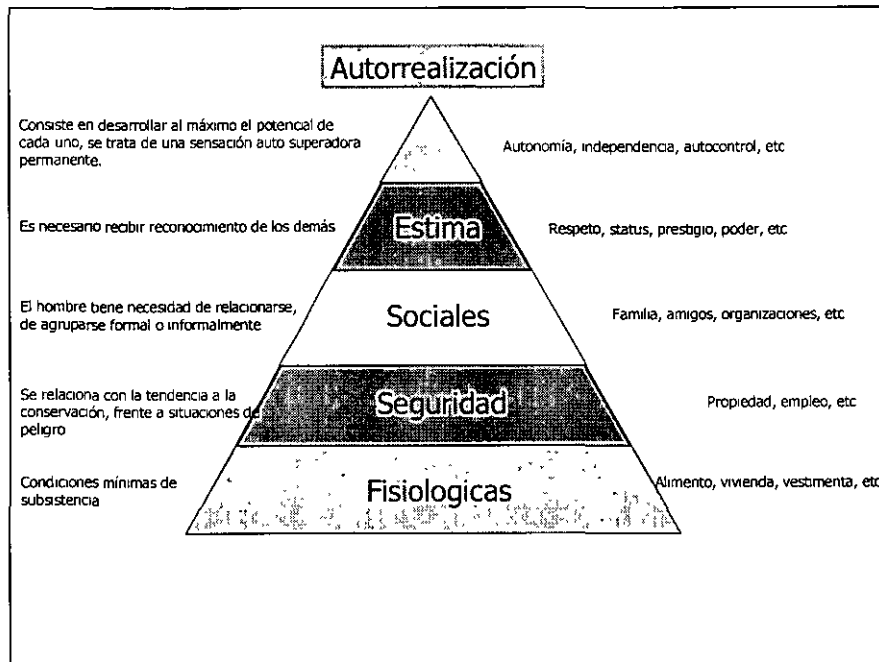 Autorrealización
Consiste en desarrollar al máximo el potencial de
cada uno, se trata de una sensación auto superadora
permanente.
Autonomía, independencia, autocontrol, etc
Es necesario recibir reconocimiento de los demás
Estima
Respeto, status, prestigio, poder, etc
El hombre bene necesidad de relacionarse,
de agruparse formal o informalmente
Sociales
Familia, amigos, organizaciones, etc
Se relaciona con la tendencia a la
conservación, frente a situaciones de
peligro
Seguridad
Propiedad, empleo, etc
Condiciones mínimas de
subsistencia
Fisiologicas
Alimento, vivienda, vestimenta, etc